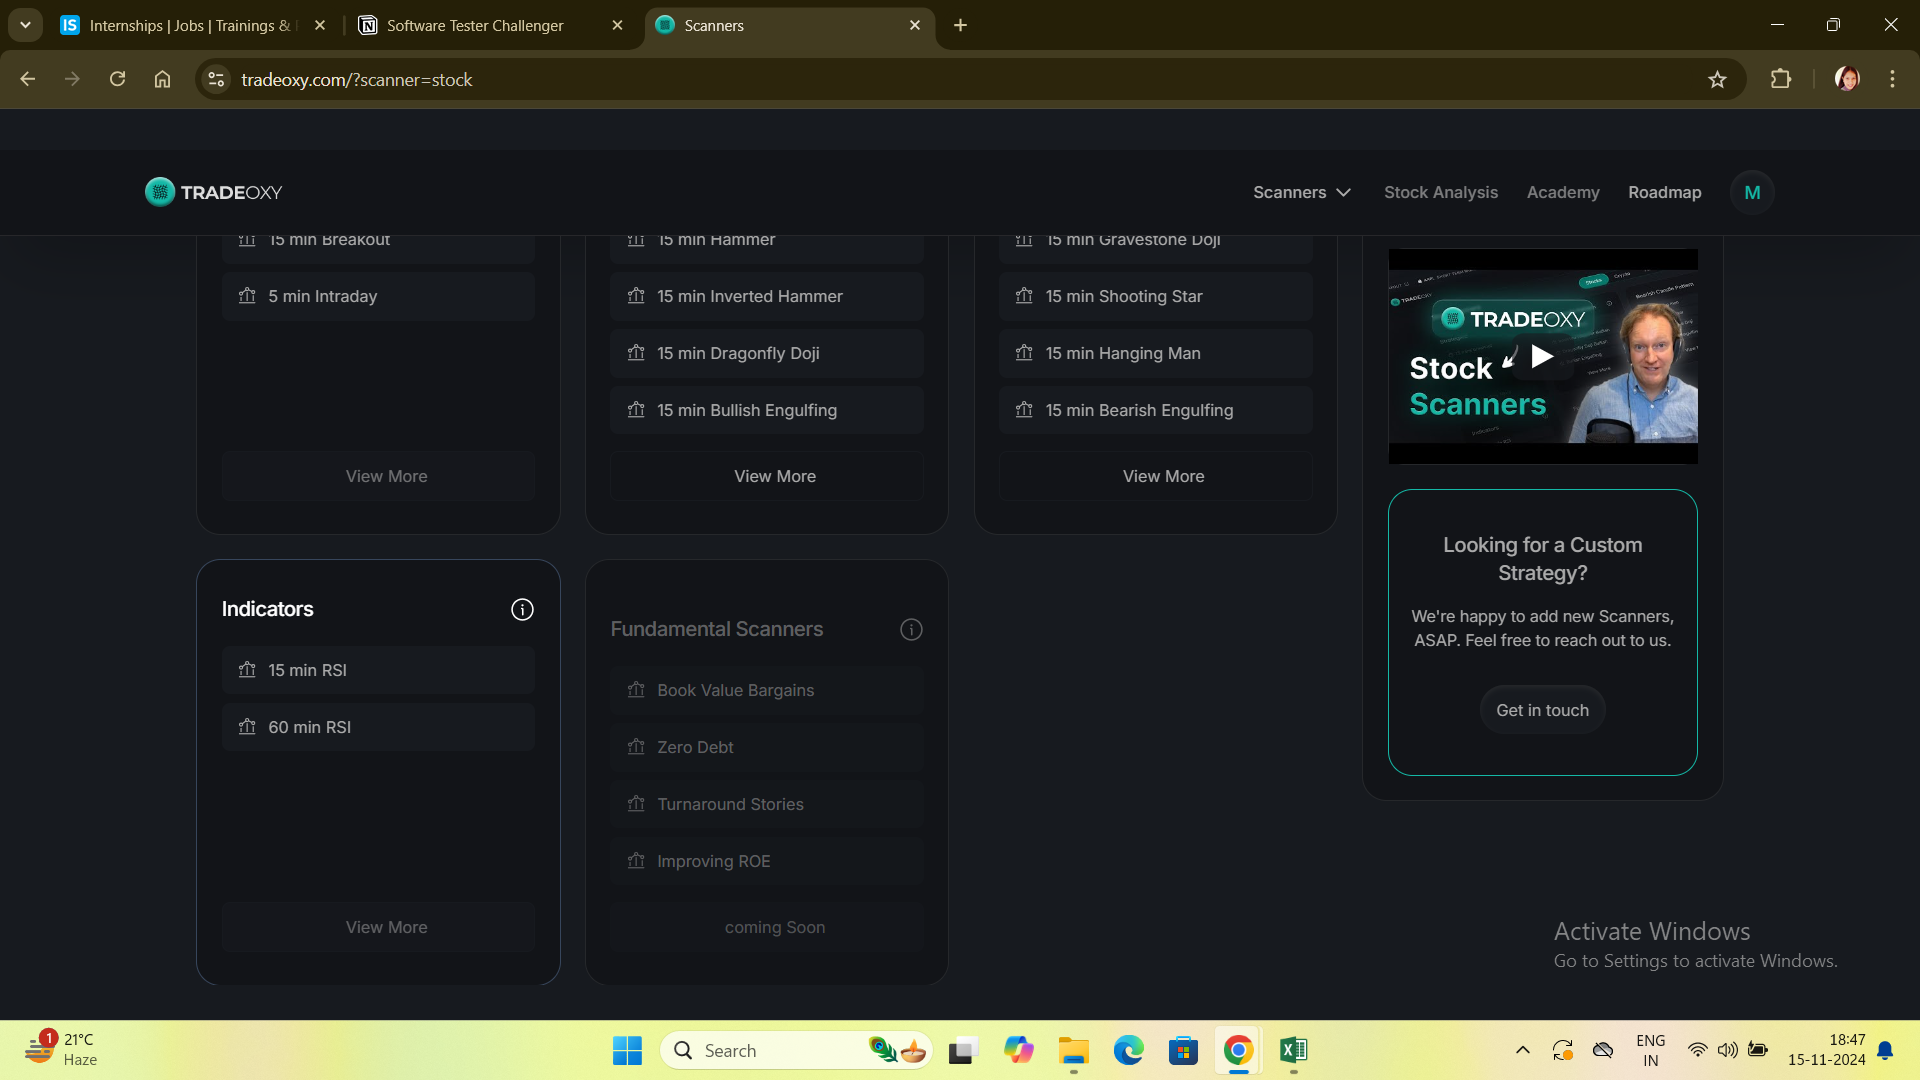 Internships | Jobs | Trainings &
Software Tester Challenger
Scanners
tradeoxy.com/?scanner=stock
TRADEOXY
Scanners
Stock Analysis
Academy
Roadmap
M
15 min Breakout
5 min Intraday
View More
15 min Hammer
15 min Inverted Hammer
15 min Dragonfly Doji
15 min Bullish Engulfing
View More
15 min Gravestone Doji
15 min Shooting Star
15 min Hanging Man
15 min Bearish Engulfing
View More
TRADEOXY
Stock
Scanners
Looking for a Custom
Strategy?
We're happy to add new Scanners,
ASAP. Feel free to reach out to us.
Get in touch
Indicators
15 min RSI
60 min RSI
View More
Fundamental Scanners
Book Value Bargains
Zero Debt
Turnaround Stories
Improving ROE
coming Soon
Activate Windows
Go to Settings to activate Windows.
1
21°C
Haze
Search
ENG
IN
18:47
15-11-2024